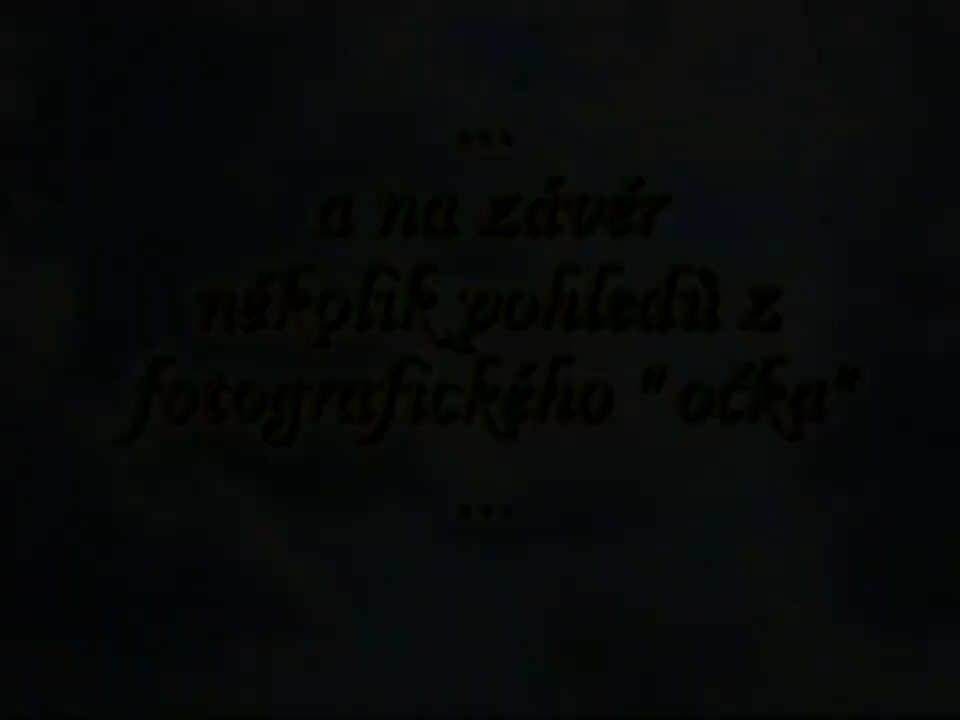 ...
a na závěr
několik pohledů z
fotografického " očka"
...